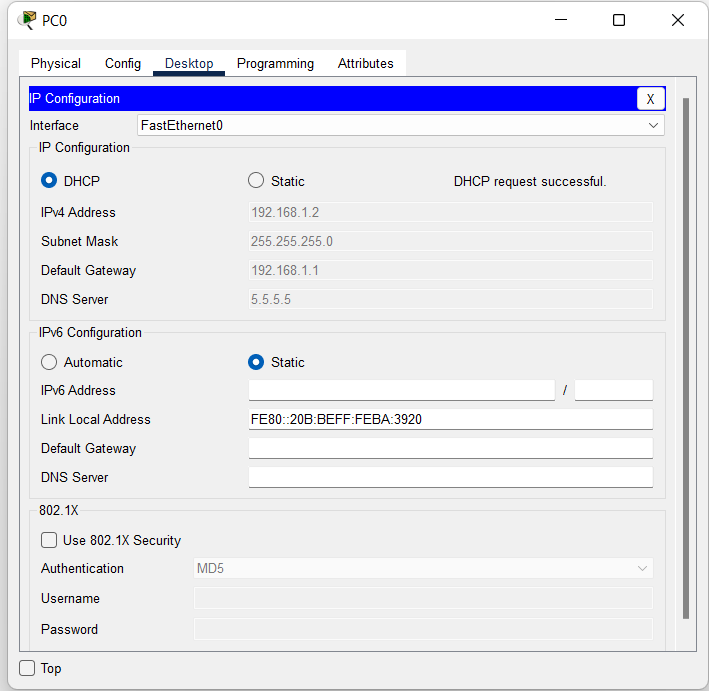 PC0
Physical Config Desktop Programming Attributes
IP Configuration X
Interface FastEthernet0
IP Configuration
DHCP Static DHCP request successful.
IPv4 Address 192.168.1.2
Subnet Mask 255.255.255.0
Default Gateway 192.168.1.1
DNS Server 5.5.5.5
IPv6 Configuration
Automatic Static
IPv6 Address /
Link Local Address FE80::20B:BEFF:FEBA:3920
Default Gateway
DNS Server
802.1X
Use 802.1X Security
Authentication MD5
Username
Password
Top